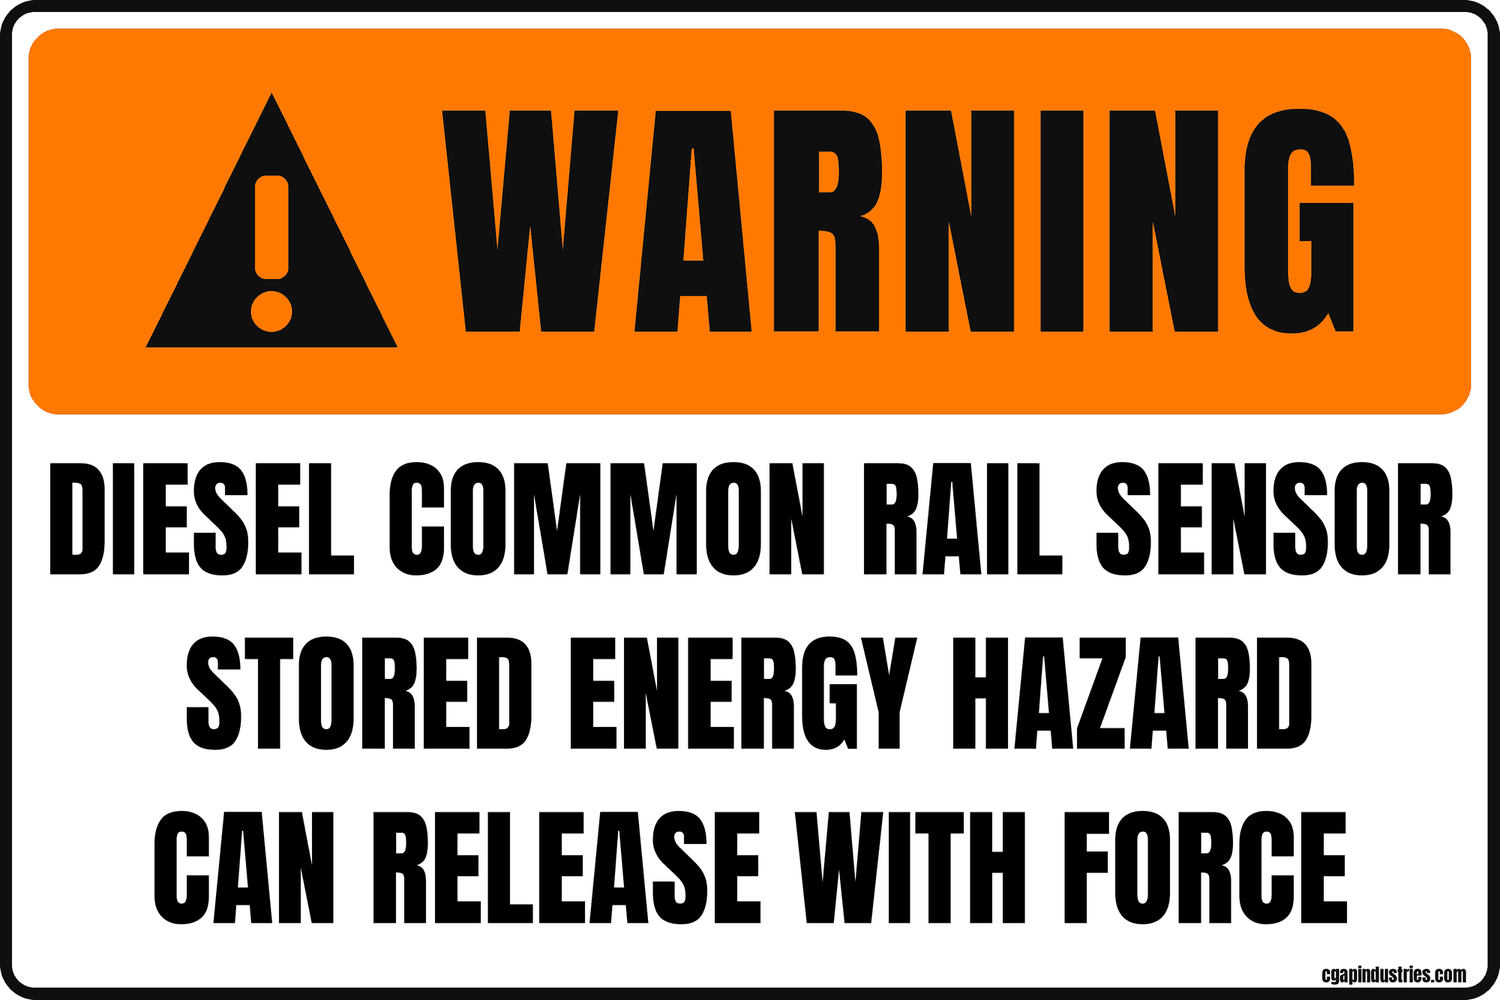 WARNING
DIESEL COMMON RAIL SENSOR
STORED ENERGY HAZARD
CAN RELEASE WITH FORCE
cgapindustries.com